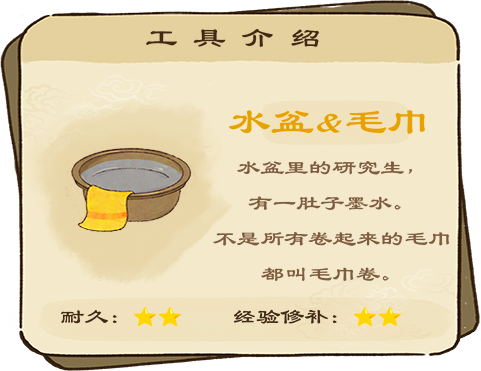 工具介绍
水盆&毛巾
水盆里的研究生，
有一肚子墨水。
不是所有卷起来的毛巾
都叫毛巾卷。
耐久：⭐⭐ 经验修补：⭐⭐